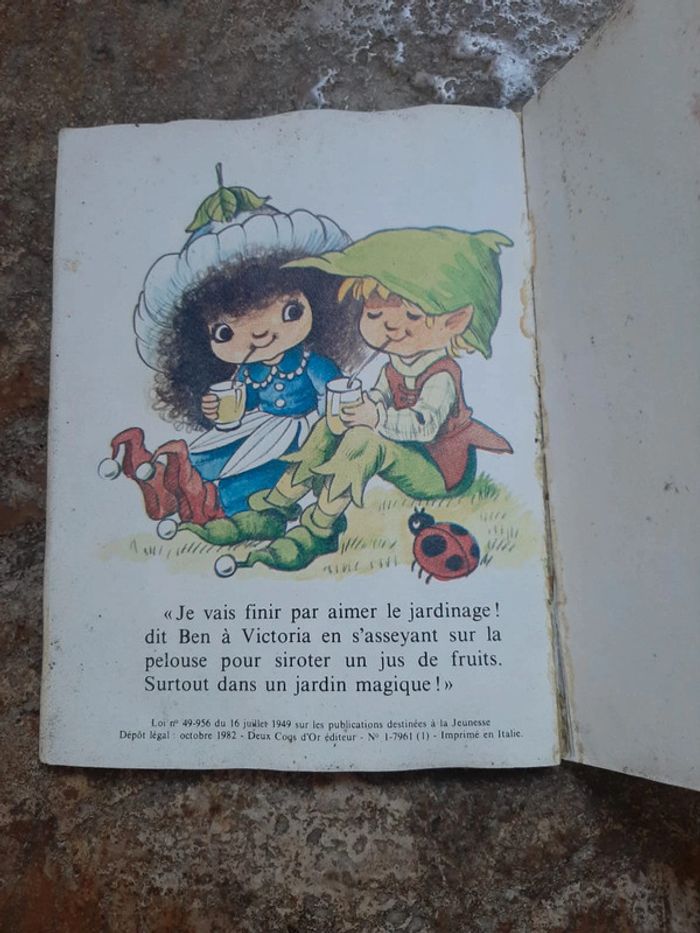 «Je vais finir par aimer le jardinage!
dit Ben à Victoria en s'asseyant sur la
pelouse pour siroter un jus de fruits.
Surtout dans un jardin magique!»
Loi nº 49-956 du 16 juillet 1949 sur les publications destinées à la Jeunesse
Dépôt légal : octobre 1982 - Deux Coqs d'Or éditeur - Nº 1-7961 (1) - Imprimé en Italie.